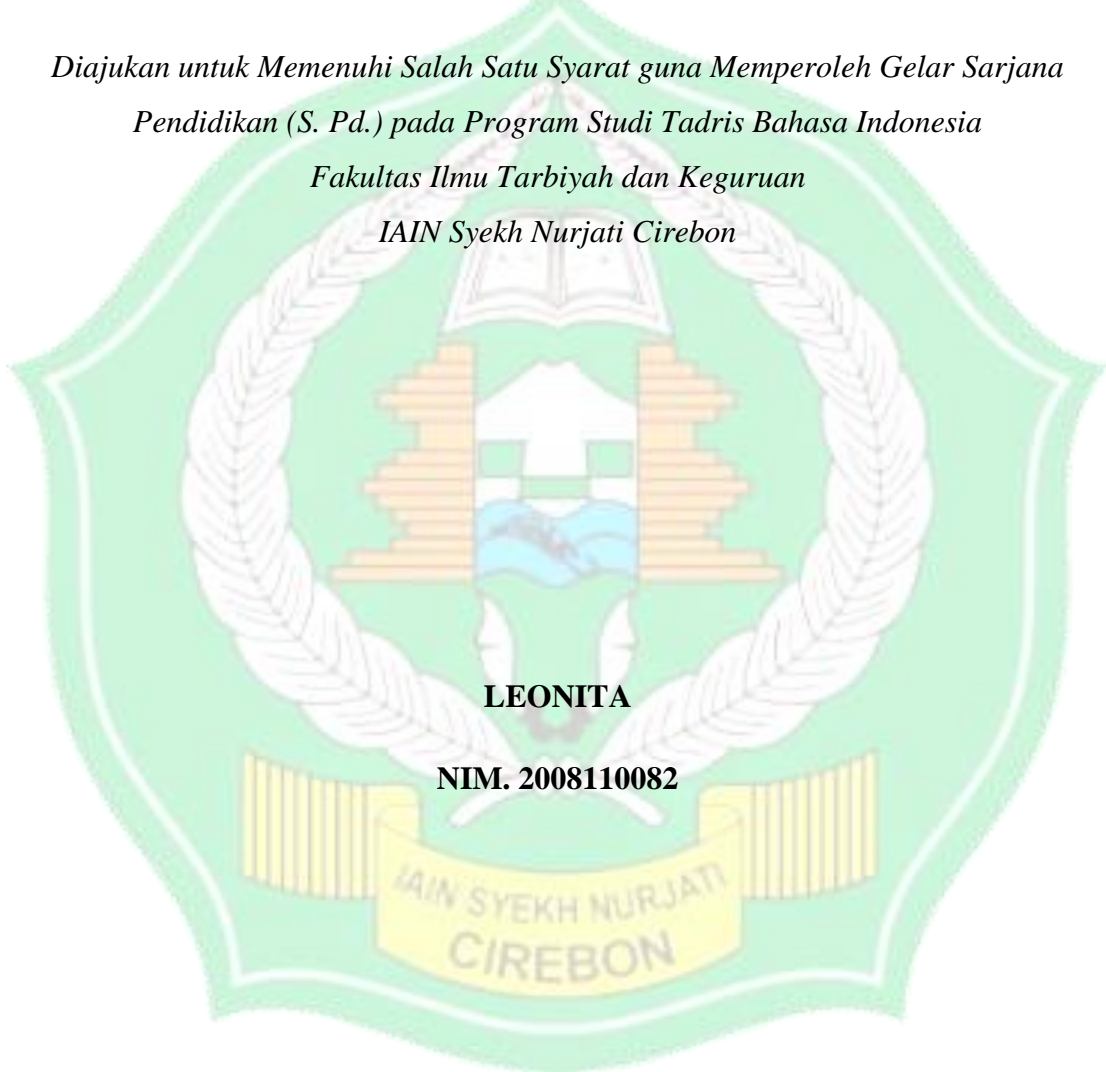 Diajukan untuk Memenuhi Salah Satu Syarat guna Memperoleh Gelar Sarjana
Pendidikan (S. Pd.) pada Program Studi Tadris Bahasa Indonesia
Fakultas Ilmu Tarbiyah dan Keguruan
IAIN Syekh Nurjati Cirebon
LEONITA
NIM. 2008110082
IAIN SYEKH NURJATI
CIREBON